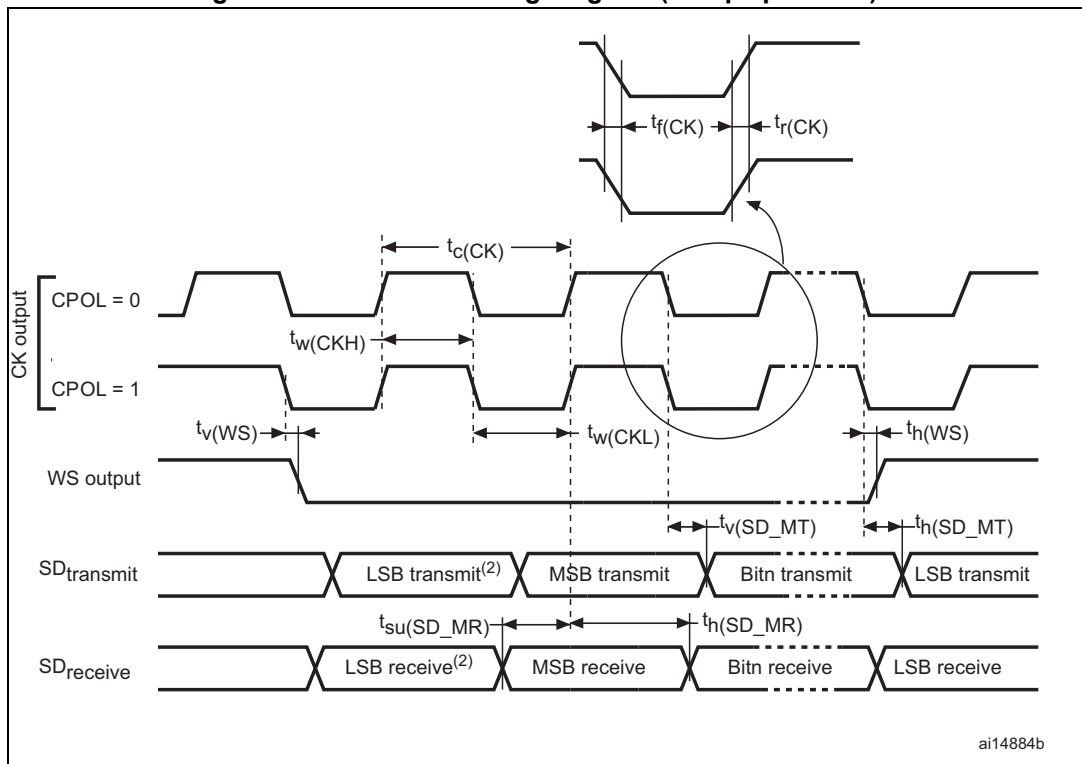 tf(CK)
tr(CK)
tc(CK)
CK output
CPOL = 0
tw(CKH)
CPOL = 1
tv(WS)
tw(CKL)
th(WS)
WS output
tv(SD_MT)
th(SD_MT)
SDtransmit
LSB transmit(2)
MSB transmit
Bitn transmit
LSB transmit
tsu(SD_MR)
th(SD_MR)
SDreceive
LSB receive(2)
MSB receive
Bitn receive
LSB receive
ai14884b